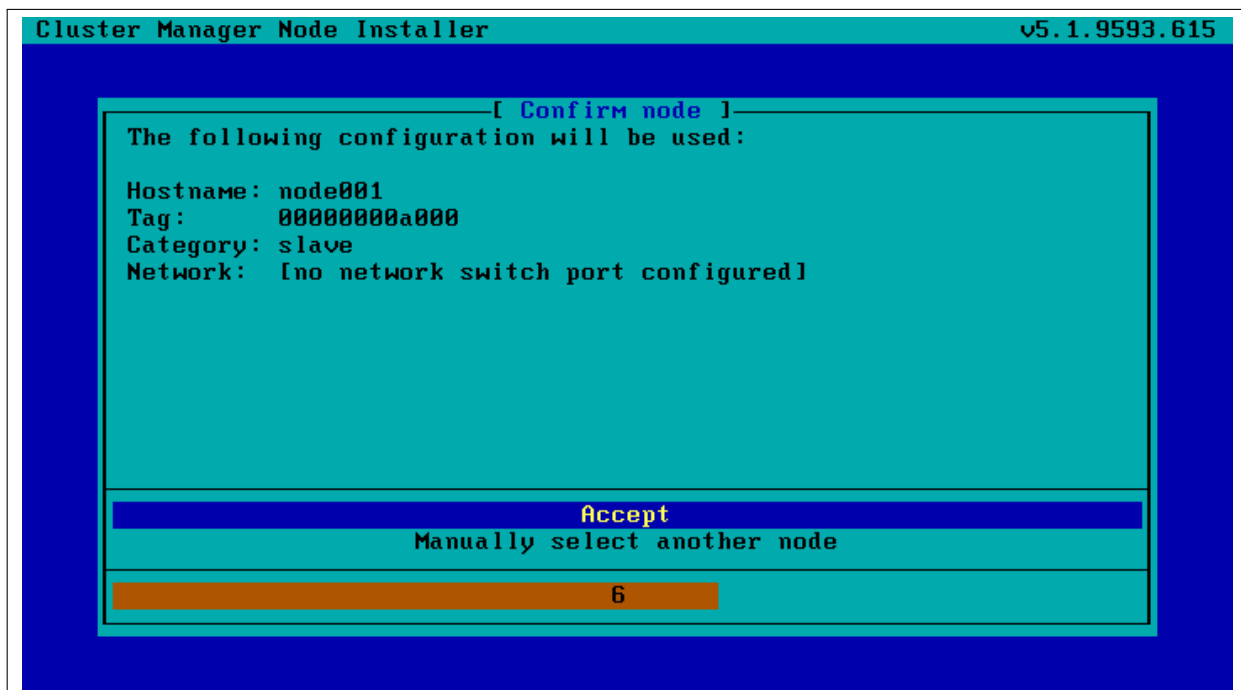 Cluster Manager Node Installer v5.1.9593.615
[ Confirm node ]
The following configuration will be used:
Hostname: node001
Tag: 00000000a000
Category: slave
Network: [no network switch port configured]
Accept
Manually select another node
6